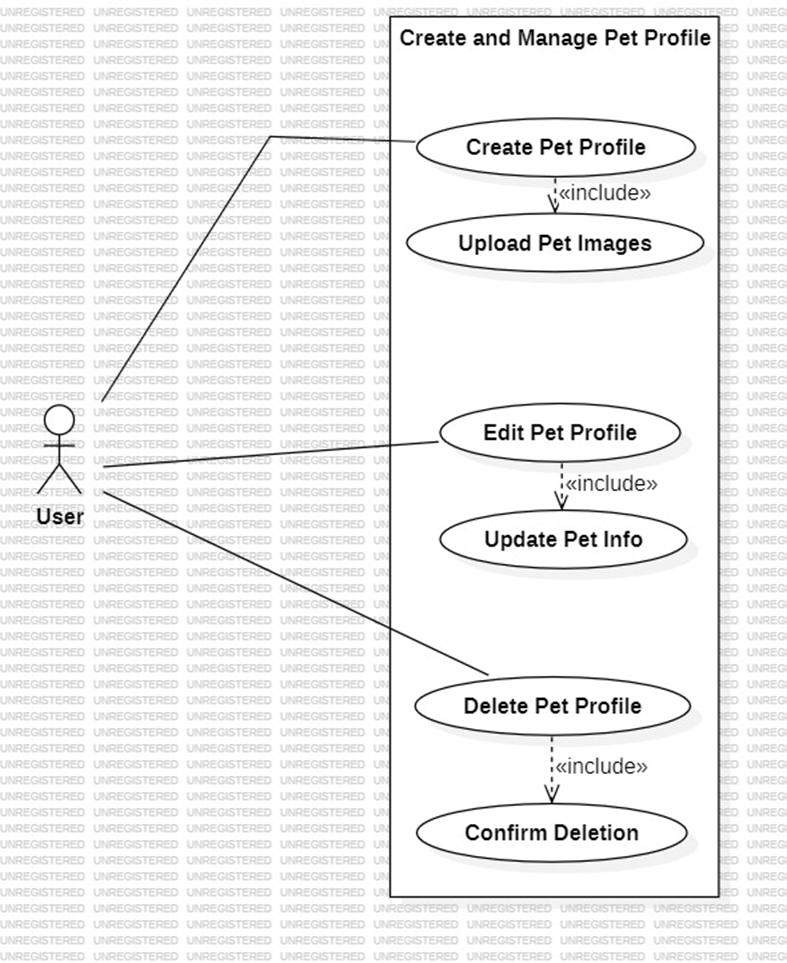 Create and Manage Pet Profile
Create Pet Profile
«include»
Upload Pet Images
Edit Pet Profile
«include»
Update Pet Info
User
Delete Pet Profile
«include»
Confirm Deletion
UNREGISTERED